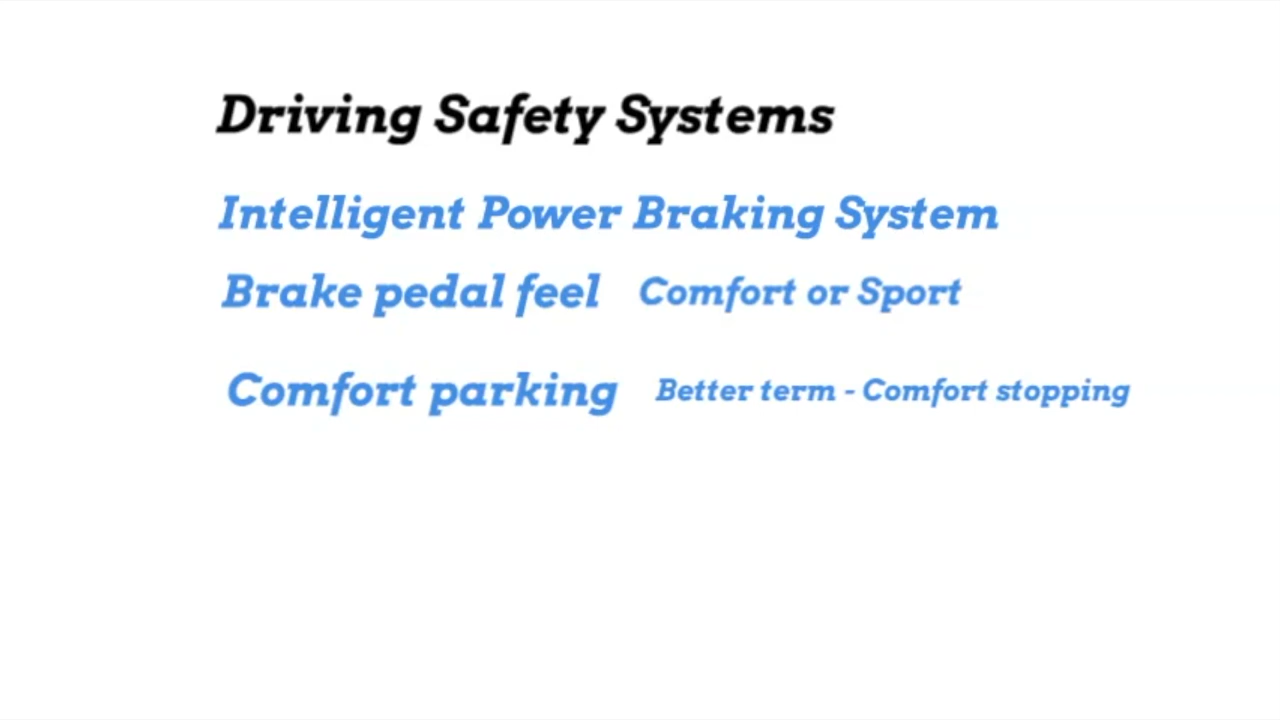 Driving Safety Systems
Intelligent Power Braking System
Brake pedal feel Comfort or Sport
Comfort parking Better term - Comfort stopping